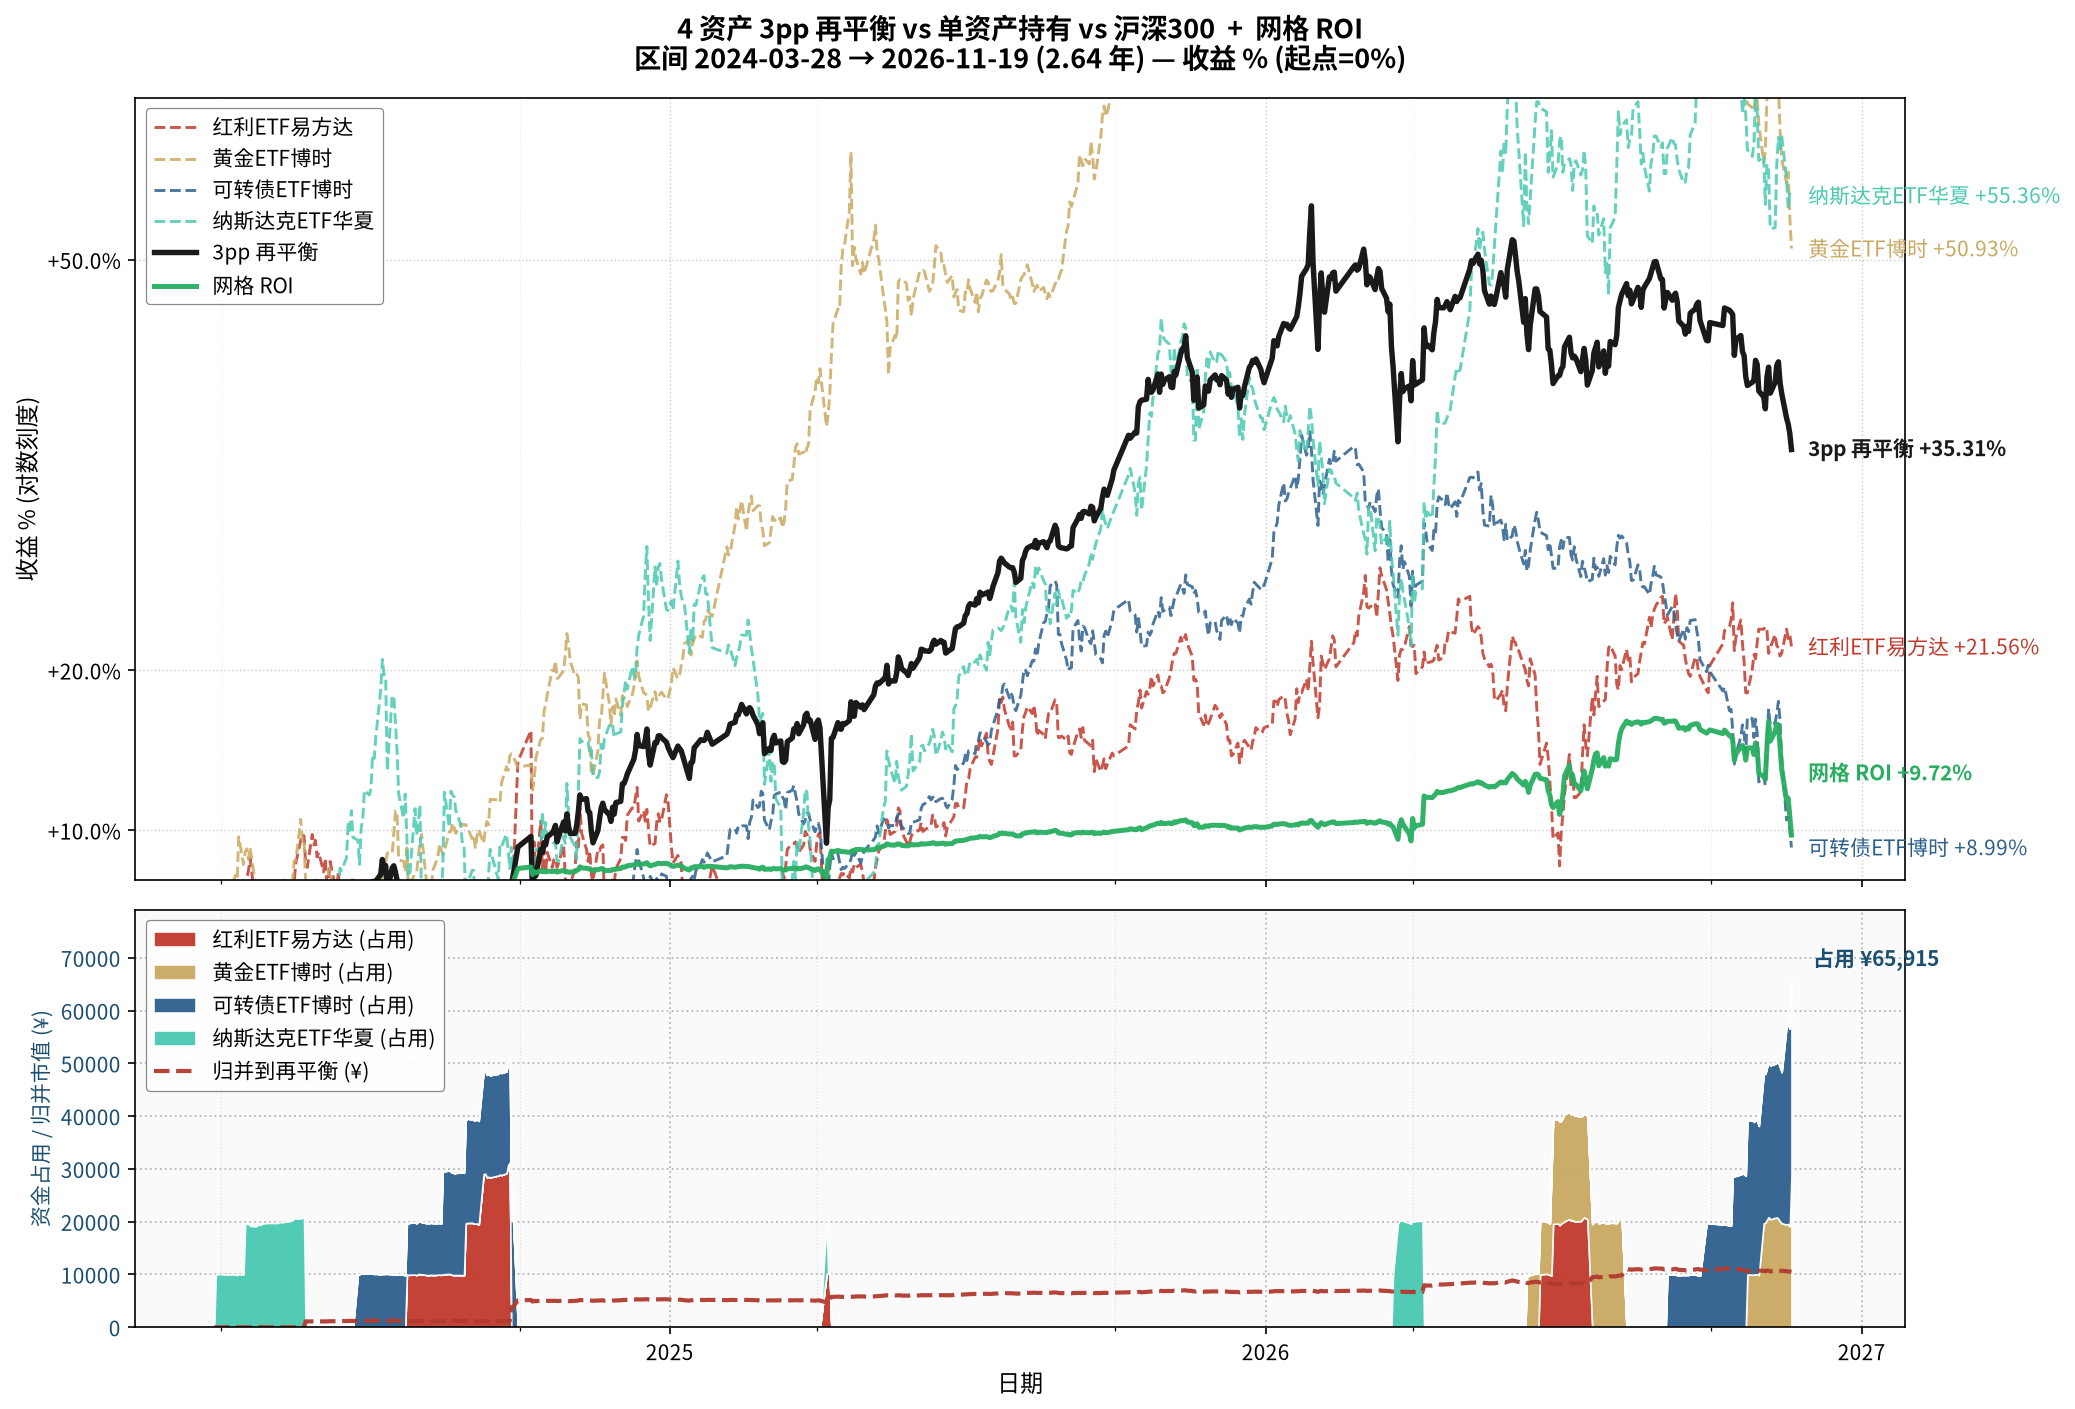 4 资产 3pp 再平衡 vs 单资产持有 vs 沪深300 + 网格 ROI
区间 2024-03-28 → 2026-11-19 (2.64 年) — 收益 % (起点=0%)
红利ETF易方达
黄金ETF博时
可转债ETF博时
纳斯达克ETF华夏
3pp 再平衡
网格 ROI
+50.0%
+20.0%
+10.0%
收益 % (对数刻度)
纳斯达克ETF华夏 +55.36%
黄金ETF博时 +50.93%
3pp 再平衡 +35.31%
红利ETF易方达 +21.56%
网格 ROI +9.72%
可转债ETF博时 +8.99%
红利ETF易方达 (占用)
黄金ETF博时 (占用)
可转债ETF博时 (占用)
纳斯达克ETF华夏 (占用)
归并到再平衡 (¥)
占用 ¥65,915
70000
60000
50000
40000
30000
20000
10000
0
资金占用 / 归并市值 (¥)
2025
2026
2027
日期